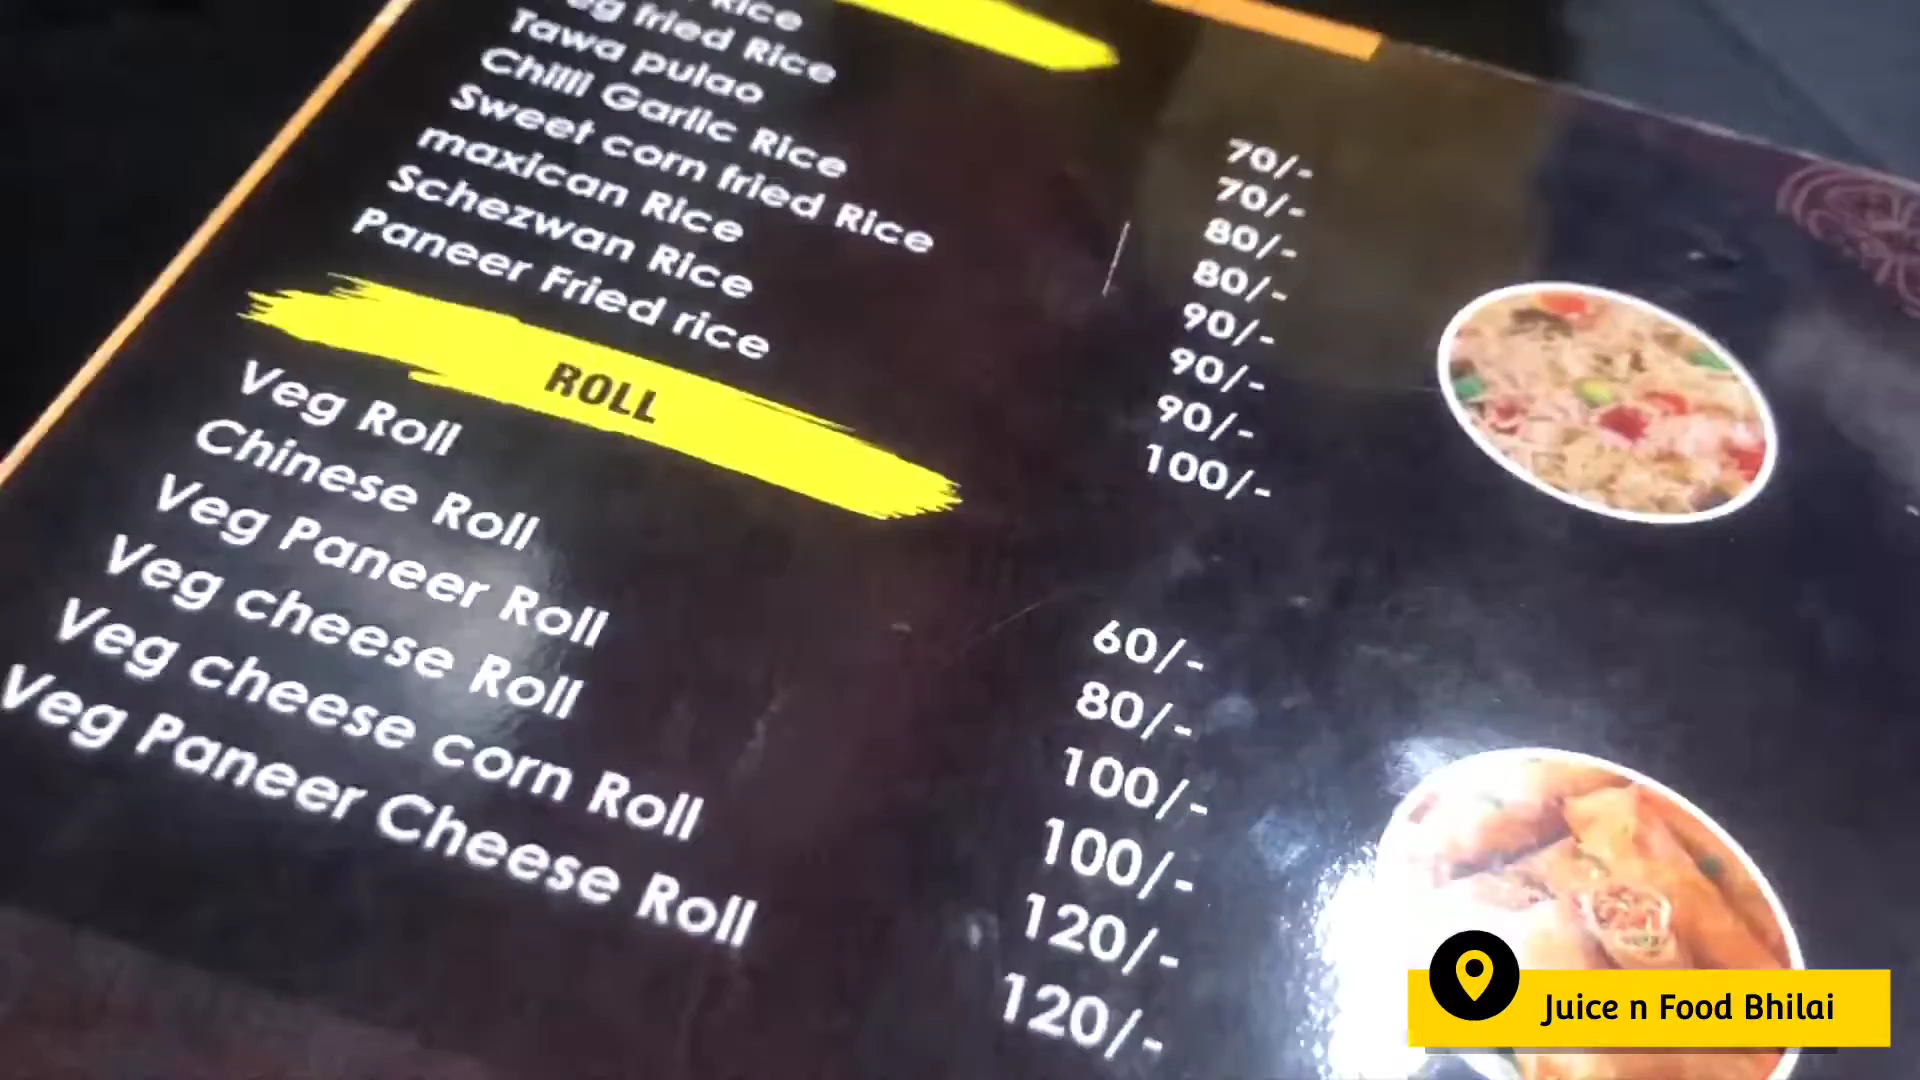 Rice
fried Rice
Tawa pulao
Chilli Garlic Rice
Sweet corn fried Rice
maxican Rice
Schezwan Rice
Paneer Fried rice
70/-
70/-
80/-
80/-
90/-
90/-
90/-
100/-
ROLL
Veg Roll
Chinese Roll
Veg Paneer Roll
Veg cheese Roll
Veg cheese corn Roll
Veg Paneer Cheese Roll
60/-
80/-
100/-
100/-
120/-
120/-
Juice n Food Bhilai